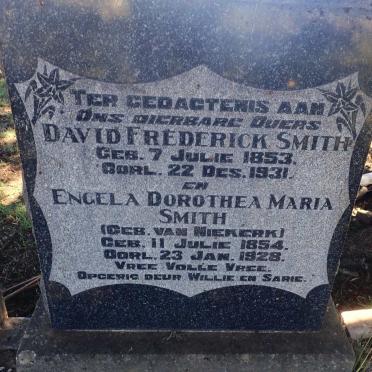 Ter gedagtenis aan
Ons dierbare Ouers
David Frederick Smith
Geb. 7 Julie 1853.
Oorl. 22 Des. 1931.
en
Engela Dorothea Maria
Smith
(Geb. van Niekerk)
Geb. 11 Julie 1854.
Oorl. 23 Jan. 1928.
Vree Volle Vree.
Opgerig deur Willie en Sarie.